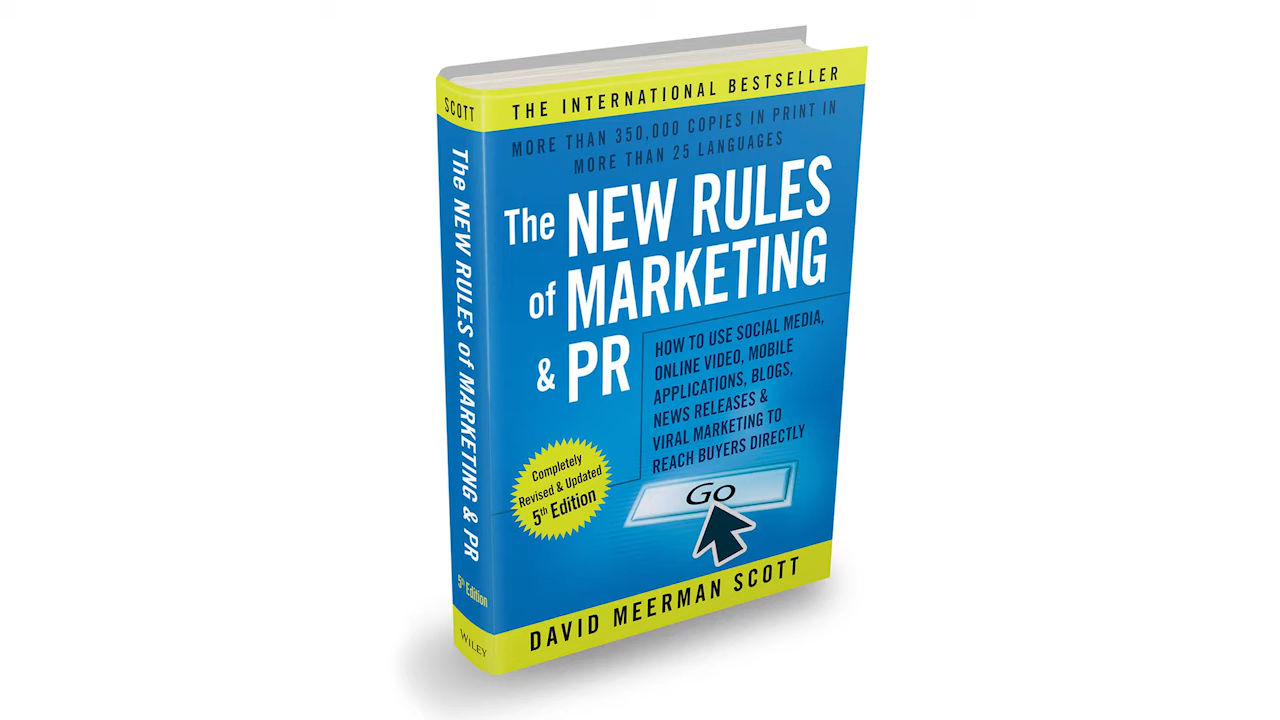 SCOTT
The NEW RULES of MARKETING & PR
5th Edition
WILEY
THE INTERNATIONAL BESTSELLER
MORE THAN 350,000 COPIES IN PRINT IN
MORE THAN 25 LANGUAGES
The NEW RULES
of MARKETING
& PR
HOW TO USE SOCIAL MEDIA,
ONLINE VIDEO, MOBILE
APPLICATIONS, BLOGS,
NEWS RELEASES &
VIRAL MARKETING TO
REACH BUYERS DIRECTLY
Completely
Revised & Updated
5th Edition
Go
DAVID MEERMAN SCOTT